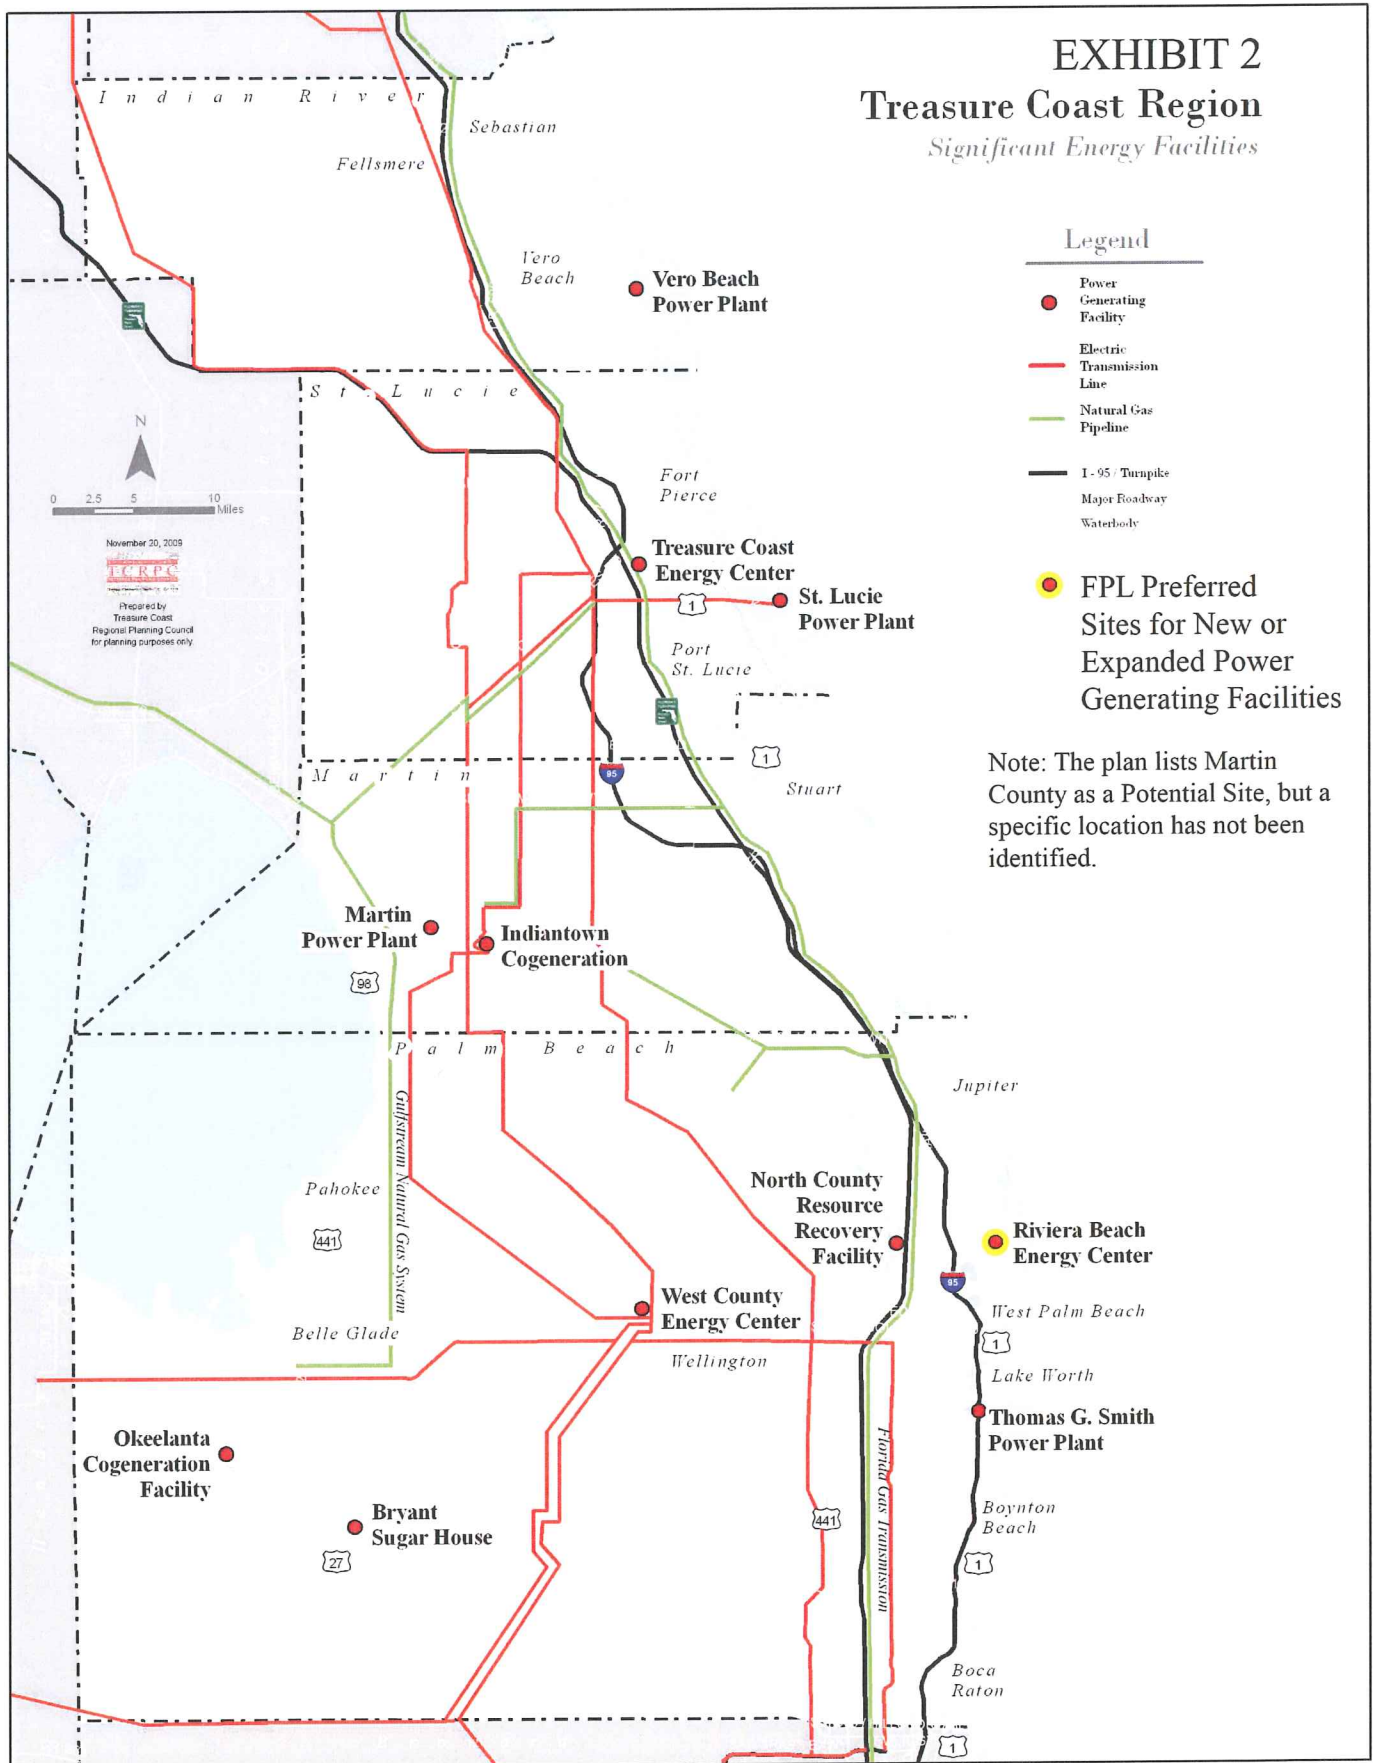 EXHIBIT 2
Treasure Coast Region
Significant Energy Facilities
Legend
Power
Generating
Facility
Electric
Transmission
Line
Natural Gas
Pipeline
I - 95 / Turnpike
Major Roadway
Waterbody
FPL Preferred
Sites for New or
Expanded Power
Generating Facilities
Note: The plan lists Martin
County as a Potential Site, but a
specific location has not been
identified.
Indian River
Sebastian
Fellsmere
Vero
Beach
Vero Beach
Power Plant
St. Lucie
N
0 2.5 5 10
Miles
November 20, 2009
TCRPC
Prepared by
Treasure Coast
Regional Planning Council
for planning purposes only.
Fort
Pierce
Treasure Coast
Energy Center
1
St. Lucie
Power Plant
Port
St. Lucie
Martin
95
1
Stuart
Martin
Power Plant
98
Indiantown
Cogeneration
Palm Beach
Jupiter
Gulfstream Natural Gas System
Pahokee
441
North County
Resource
Recovery
Facility
Riviera Beach
Energy Center
95
West County
Energy Center
West Palm Beach
1
Belle Glade
Wellington
Lake Worth
Thomas G. Smith
Power Plant
Okeelanta
Cogeneration
Facility
Florida Gas Transmission
Bryant
Sugar House
27
441
Boynton
Beach
1
Boca
Raton
1